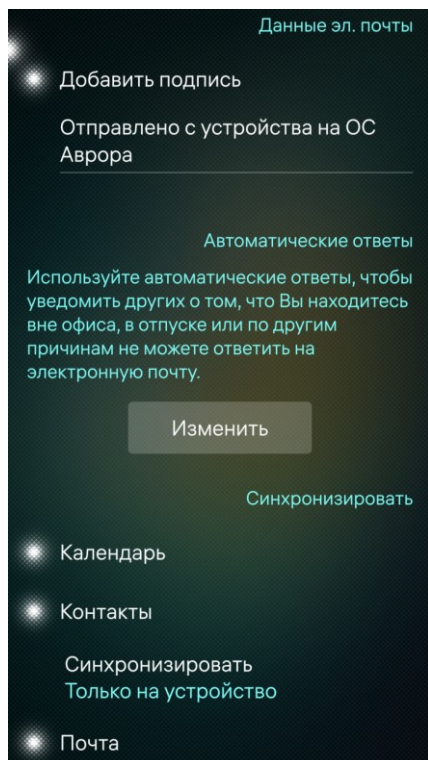 Данные эл. почты
Добавить подпись
Отправлено с устройства на ОС
Аврора
Автоматические ответы
Используйте автоматические ответы, чтобы
уведомить других о том, что Вы находитесь
вне офиса, в отпуске или по другим
причинам не можете ответить на
электронную почту.
Изменить
Синхронизировать
Календарь
Контакты
Синхронизировать
Только на устройство
Почта